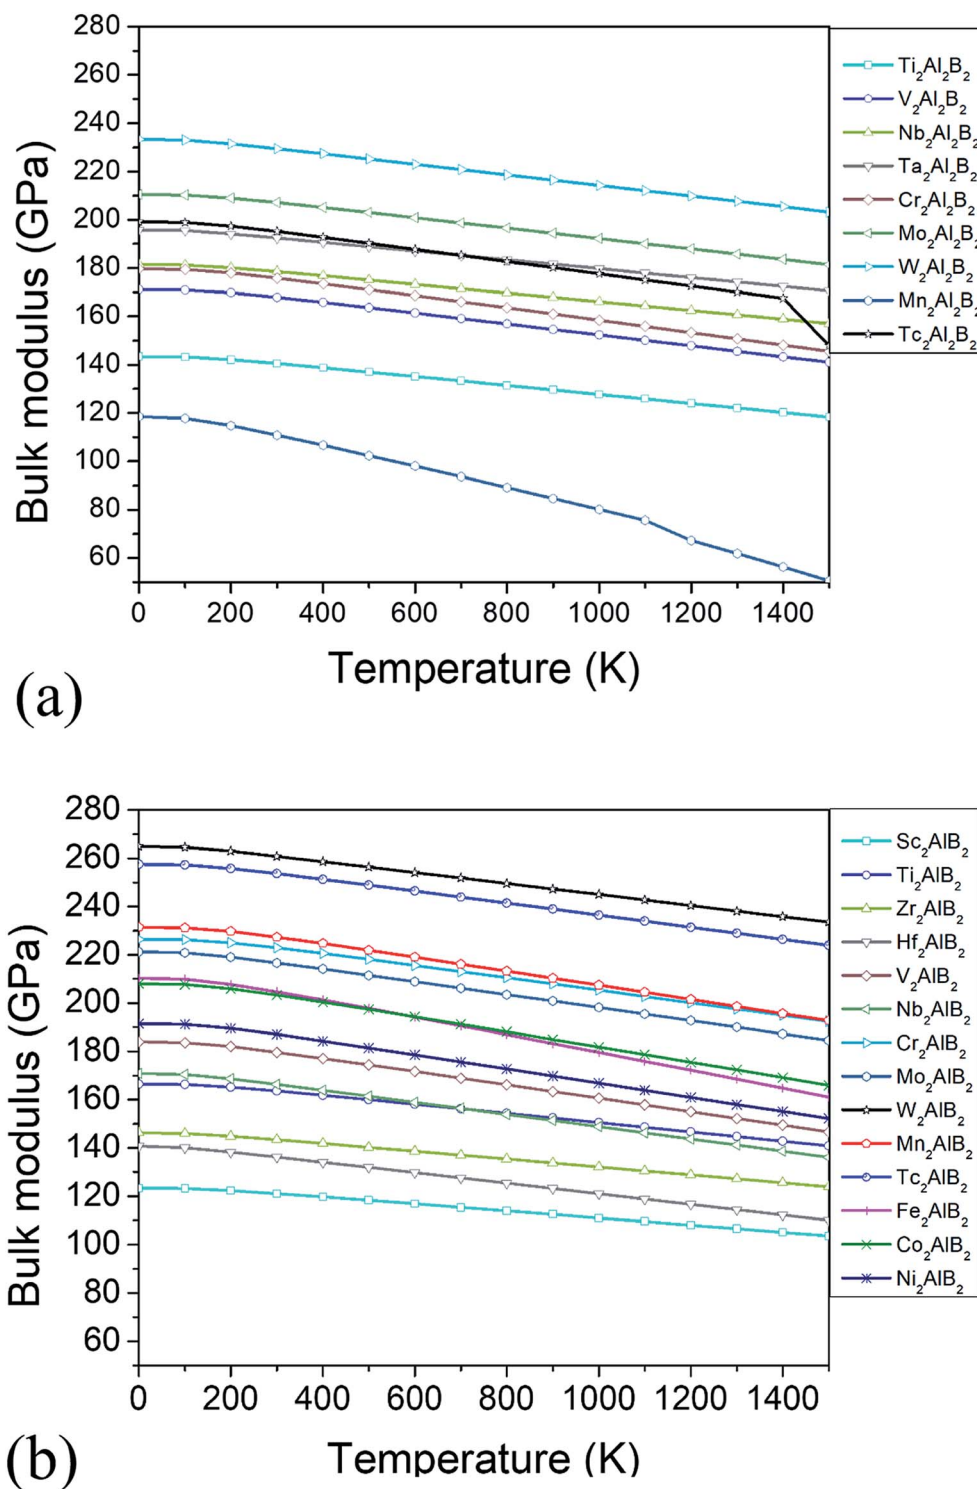 280
260
240
220
200
180
160
140
120
100
80
60
Bulk modulus (GPa)
0 200 400 600 800 1000 1200 1400
Temperature (K)
Ti₂Al₂B₂
V₂Al₂B₂
Nb₂Al₂B₂
Ta₂Al₂B₂
Cr₂Al₂B₂
Mo₂Al₂B₂
W₂Al₂B₂
Mn₂Al₂B₂
Tc₂Al₂B₂
(a)
280
260
240
220
200
180
160
140
120
100
80
60
Bulk modulus (GPa)
0 200 400 600 800 1000 1200 1400
Temperature (K)
Sc₂AlB₂
Ti₂AlB₂
Zr₂AlB₂
Hf₂AlB₂
V₂AlB₂
Nb₂AlB₂
Cr₂AlB₂
Mo₂AlB₂
W₂AlB₂
Mn₂AlB₂
Tc₂AlB₂
Fe₂AlB₂
Co₂AlB₂
Ni₂AlB₂
(b)